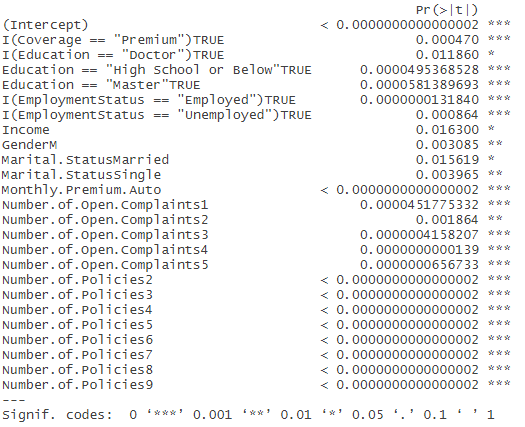 Pr(>|t|)
(Intercept) < 0.0000000000000002 ***
I(Coverage == "Premium")TRUE 0.000470 ***
I(Education == "Doctor")TRUE 0.011860 *
Education == "High School or Below"TRUE 0.0000495368528 ***
Education == "Master"TRUE 0.0000581389693 ***
I(EmploymentStatus == "Employed")TRUE 0.0000000131840 ***
I(EmploymentStatus == "Unemployed")TRUE 0.000864 ***
Income 0.016300 *
GenderM 0.003085 **
Marital.StatusMarried 0.015619 *
Marital.StatusSingle 0.003965 **
Monthly.Premium.Auto < 0.0000000000000002 ***
Number.of.Open.Complaints1 0.0000451775332 ***
Number.of.Open.Complaints2 0.001864 **
Number.of.Open.Complaints3 0.0000004158207 ***
Number.of.Open.Complaints4 0.0000000000139 ***
Number.of.Open.Complaints5 0.0000000656733 ***
Number.of.Policies2 < 0.0000000000000002 ***
Number.of.Policies3 < 0.0000000000000002 ***
Number.of.Policies4 < 0.0000000000000002 ***
Number.of.Policies5 < 0.0000000000000002 ***
Number.of.Policies6 < 0.0000000000000002 ***
Number.of.Policies7 < 0.0000000000000002 ***
Number.of.Policies8 < 0.0000000000000002 ***
Number.of.Policies9 < 0.0000000000000002 ***
---
Signif. codes:  0 ‘***’ 0.001 ‘**’ 0.01 ‘*’ 0.05 ‘.’ 0.1 ‘ ’ 1